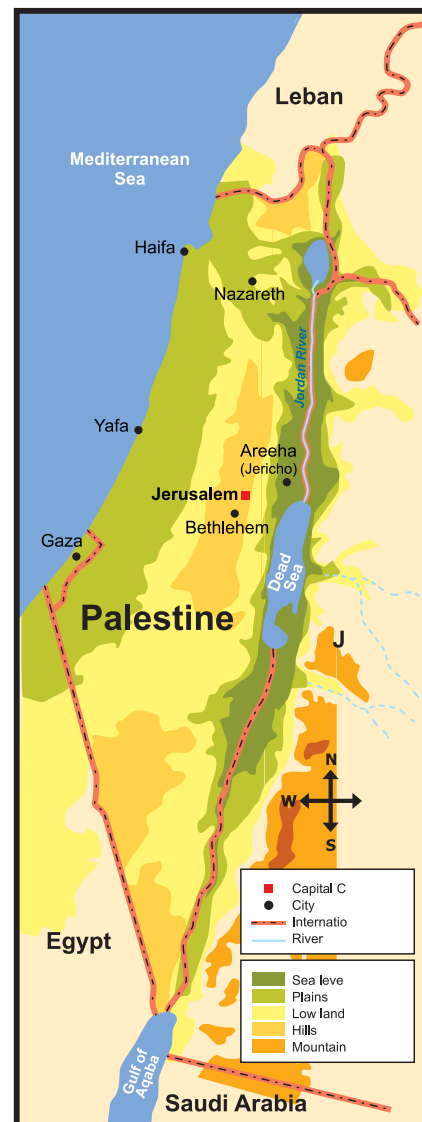 Leban
Mediterranean
Sea
Haifa
Nazareth
Jordan River
Yafa
Areeha
(Jericho)
Jerusalem
Bethlehem
Gaza
Dead
Sea
Palestine
J
N
W
S
Capital C
City
Internatio
River
Egypt
Sea leve
Plains
Low land
Hills
Mountain
Gulf of
Aqaba
Saudi Arabia